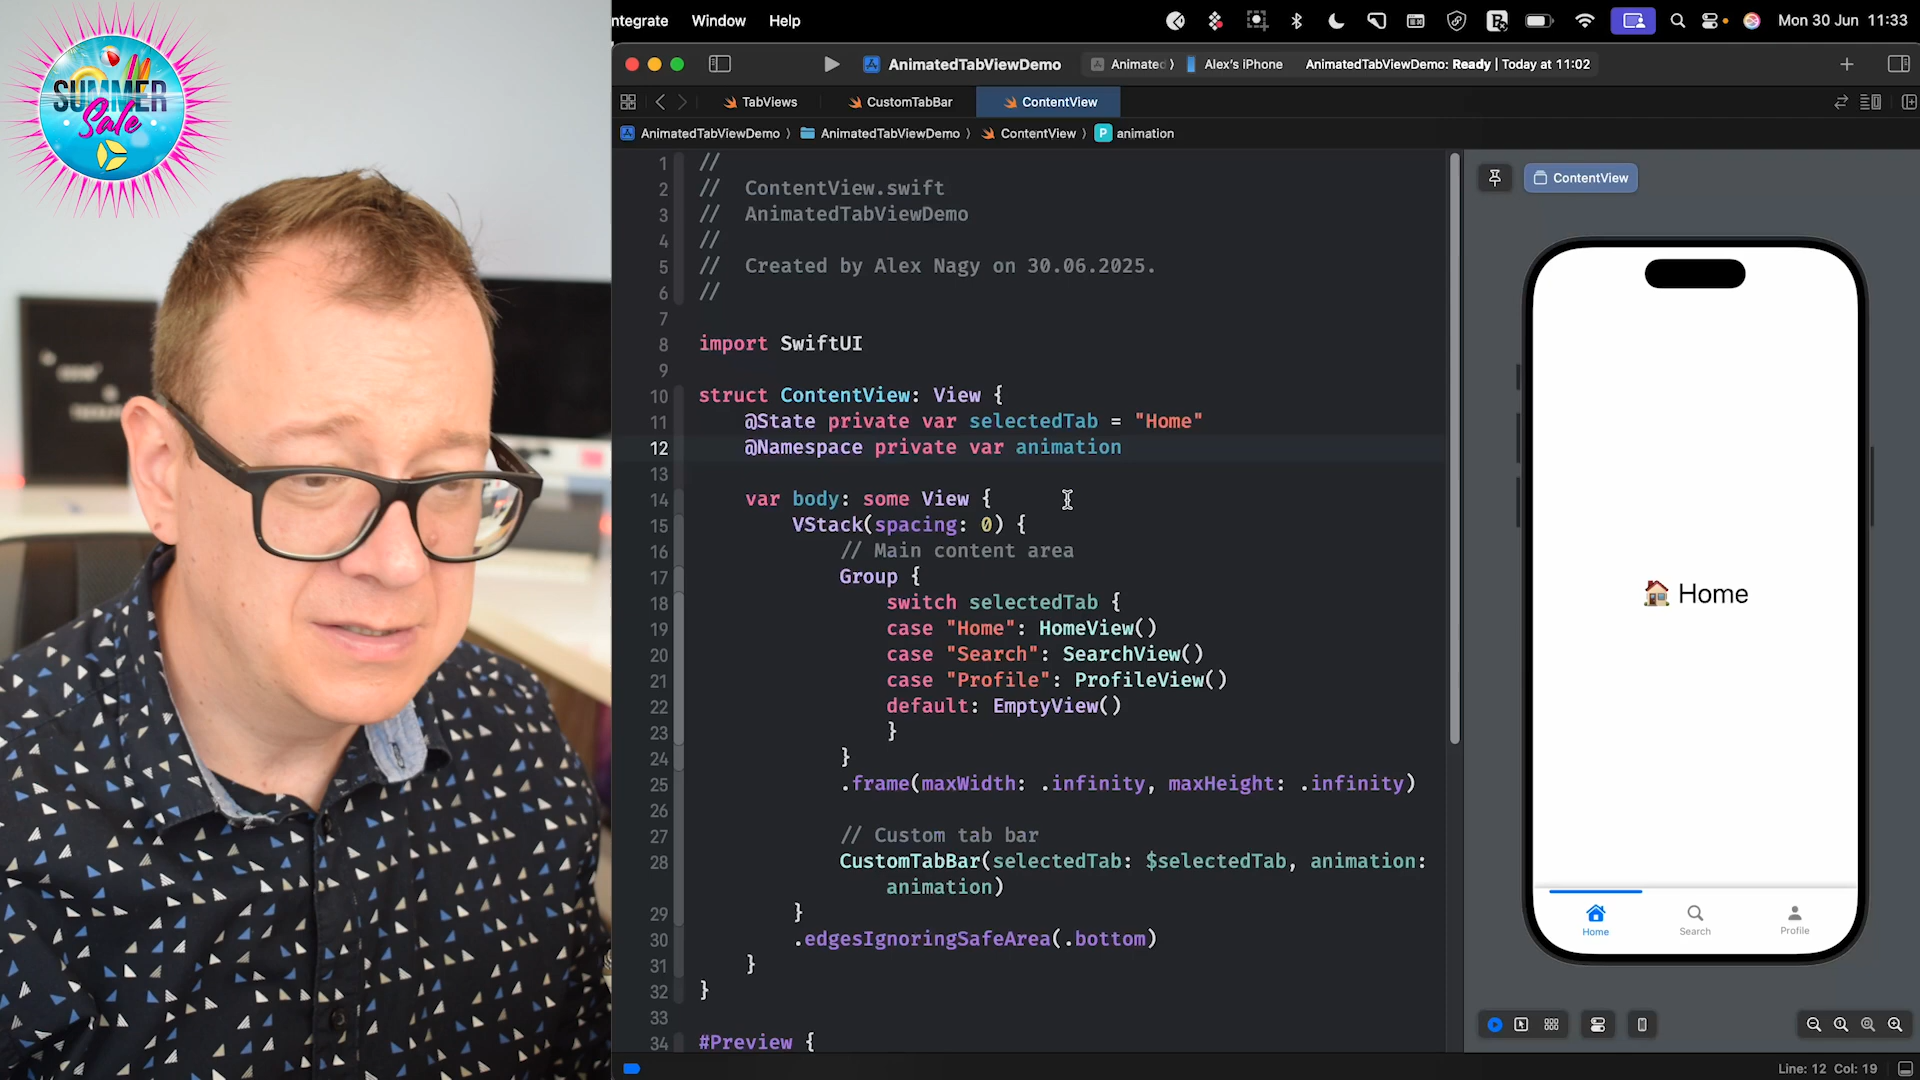 SUMMER
Sale
ntegrate Window Help
Mon 30 Jun 11:33
AnimatedTabViewDemo
Animated ⟩ Alex's iPhone
AnimatedTabViewDemo: Ready | Today at 11:02
TabViews
CustomTabBar
ContentView
AnimatedTabViewDemo ⟩ AnimatedTabViewDemo ⟩ ContentView ⟩ P animation
1 //
2 // ContentView.swift
3 // AnimatedTabViewDemo
4 //
5 // Created by Alex Nagy on 30.06.2025.
6 //
7
8 import SwiftUI
9
10 struct ContentView: View {
11 @State private var selectedTab = "Home"
12 @Namespace private var animation
13
14 var body: some View {
15 VStack(spacing: 0) {
16 // Main content area
17 Group {
18 switch selectedTab {
19 case "Home": HomeView()
20 case "Search": SearchView()
21 case "Profile": ProfileView()
22 default: EmptyView()
23 }
24 }
25 .frame(maxWidth: .infinity, maxHeight: .infinity)
26
27 // Custom tab bar
28 CustomTabBar(selectedTab: $selectedTab, animation:
animation)
29 }
30 .edgesIgnoringSafeArea(.bottom)
31 }
32 }
33
34 #Preview {
ContentView
🏠 Home
Home
Search
Profile
Line: 12 Col: 19